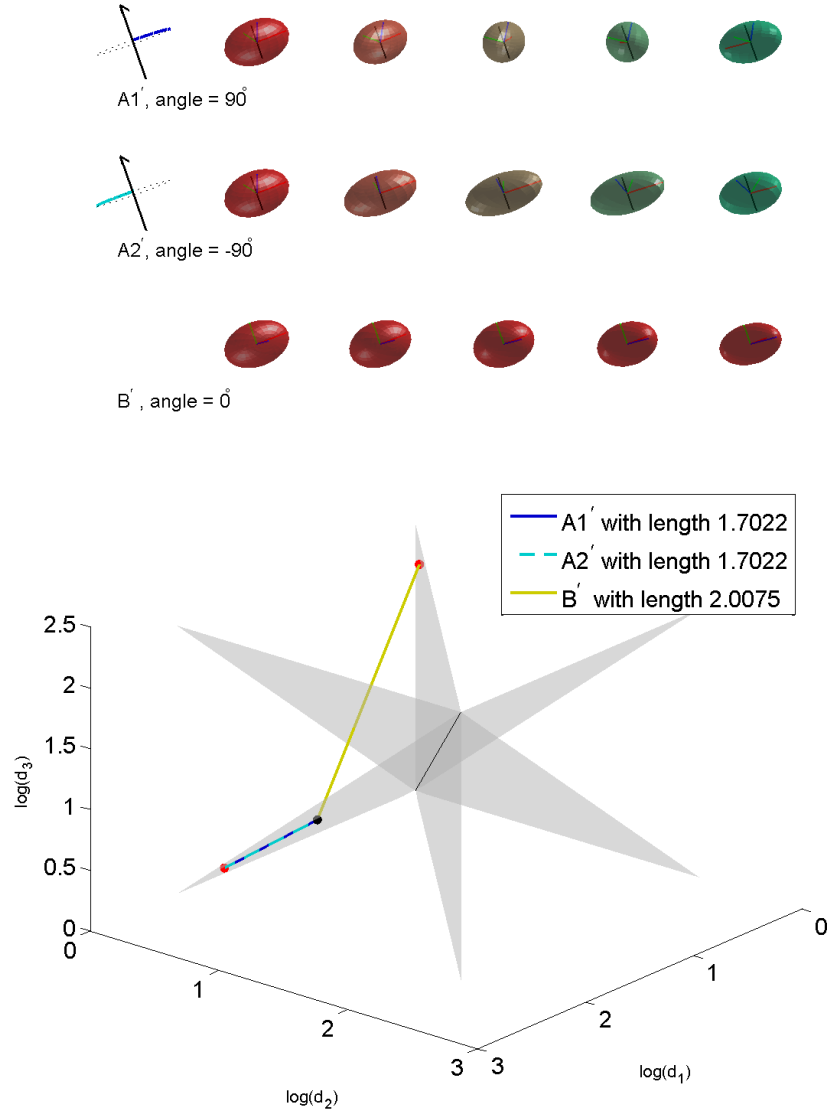 A1′, angle = 90°
A2′, angle = -90°
B′ , angle = 0°
A1′ with length 1.7022
A2′ with length 1.7022
B′ with length 2.0075
2.5
2
1.5
1
0.5
0
log(d₃)
0
1
2
3
log(d₂)
3
2
1
0
log(d₁)